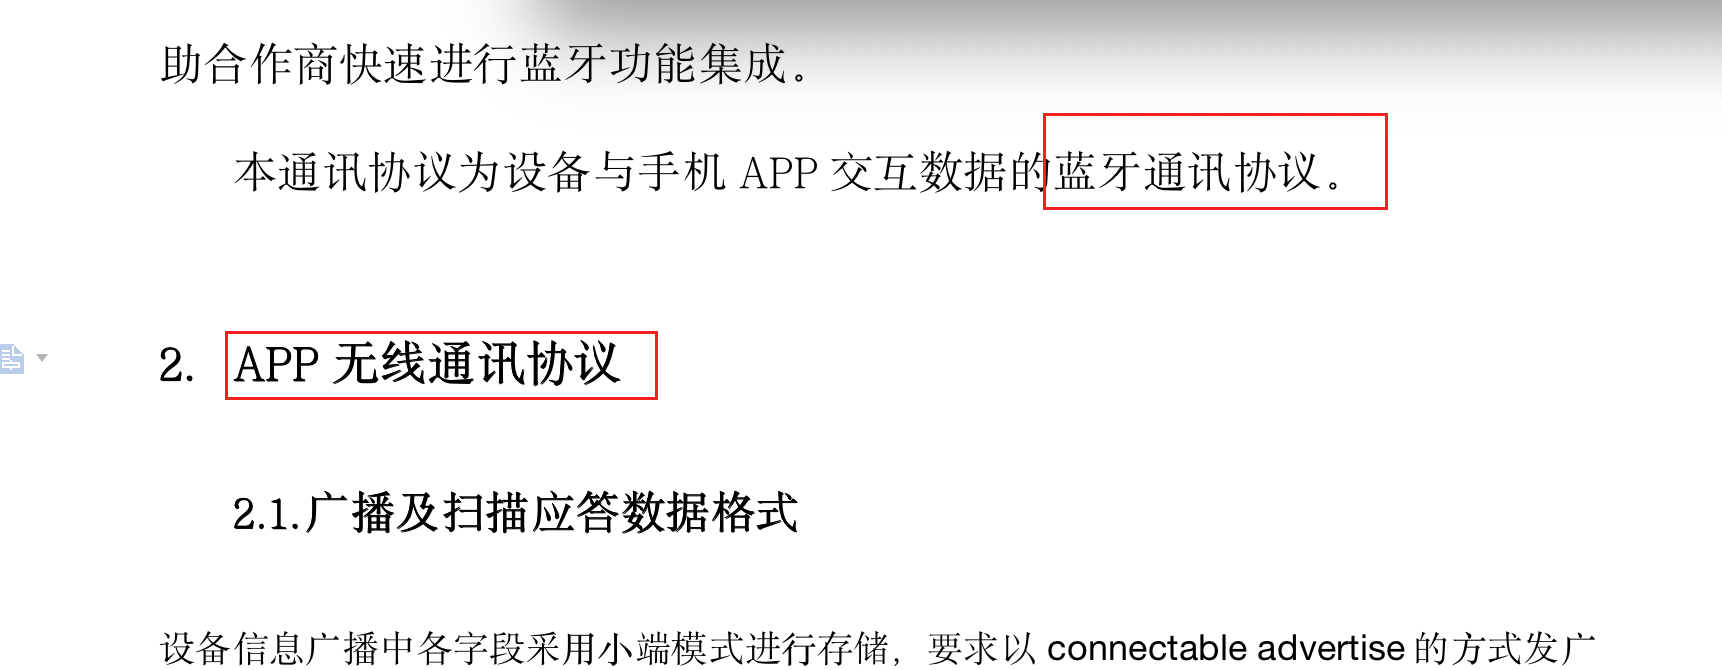 助合作商快速进行蓝牙功能集成。
本通讯协议为设备与手机 APP 交互数据的蓝牙通讯协议。
2. APP 无线通讯协议
2.1.广播及扫描应答数据格式
设备信息广播中各字段采用小端模式进行存储，要求以 connectable advertise 的方式发广